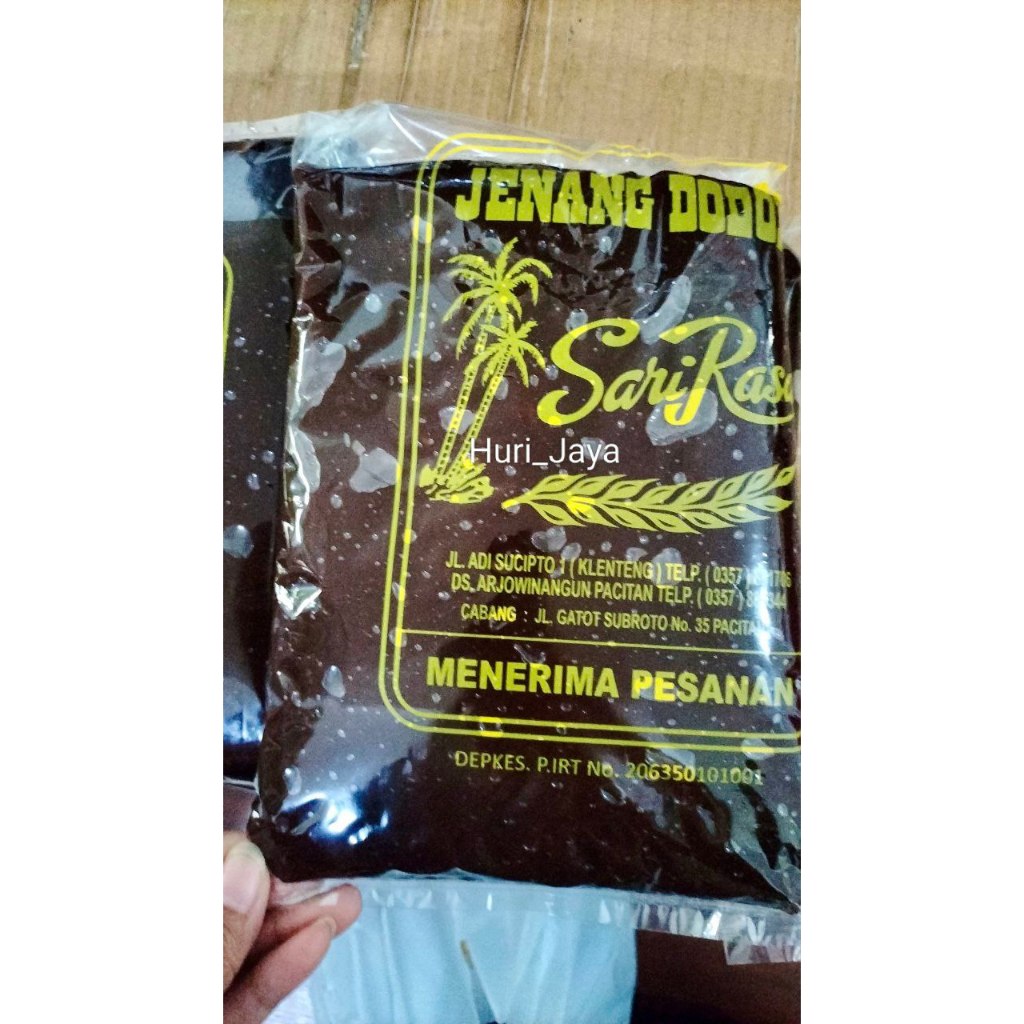 JENANG DODO
Sari Rasa
Huri_Jaya
JL. ADI SUCIPTO 1 ( KLENTENG ) TELP. ( 0357 )
DS. ARJOWINANGUN PACITAN TELP. ( 0357 )
CABANG : JL. GATOT SUBROTO No. 35 PACITAN
MENERIMA PESANAN
DEPKES. P.IRT No. 206350101001